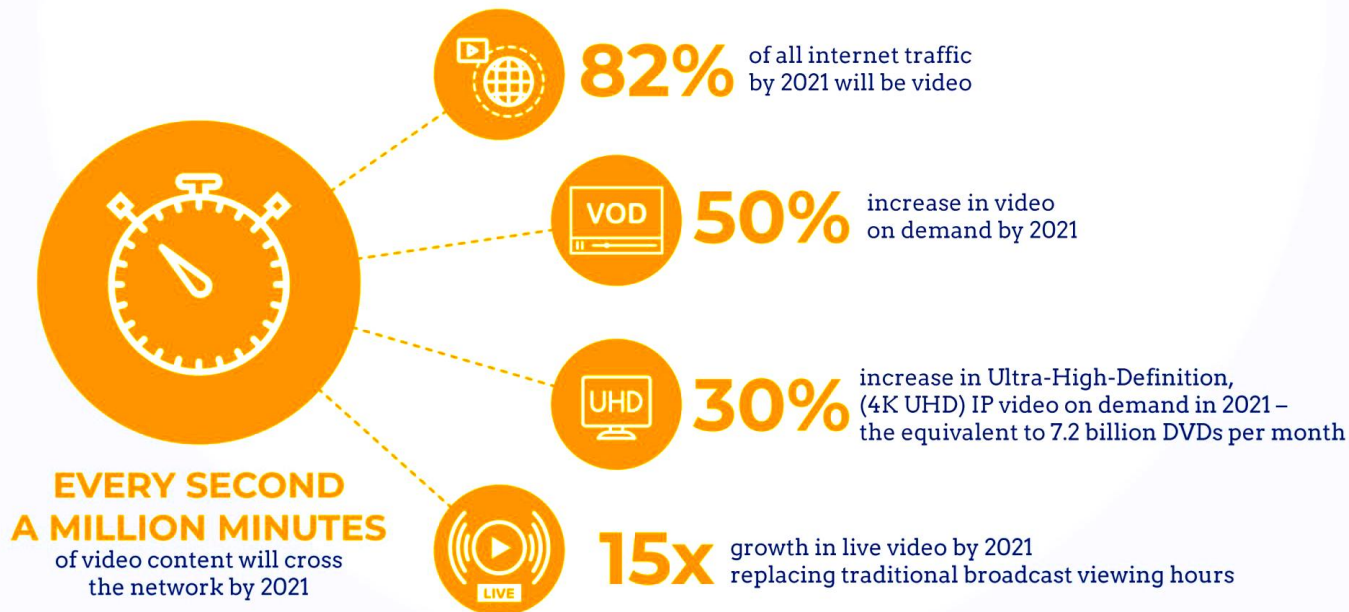 82%
of all internet traffic
by 2021 will be video
VOD
50%
increase in video
on demand by 2021
UHD
30%
increase in Ultra-High-Definition,
(4K UHD) IP video on demand in 2021 –
the equivalent to 7.2 billion DVDs per month
EVERY SECOND
A MILLION MINUTES
of video content will cross
the network by 2021
LIVE
15x
growth in live video by 2021
replacing traditional broadcast viewing hours